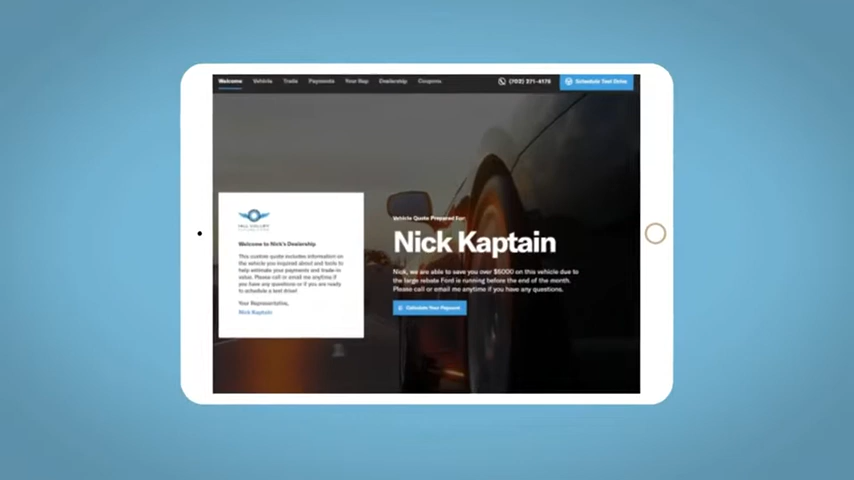 Welcome Vehicle Trade Payments Your Rep Dealership Coupons (702) 271-4178 Schedule Test Drive
Welcome to Nick's Dealership
This custom quote includes information on
the vehicle you inquired about and tools to
help estimate your payments and trade-in
value. Please call or email me anytime if
you have any questions or if you are ready
to schedule a test drive!
Your Representative,
Nick Kaptain
Vehicle Quote Prepared For:
Nick Kaptain
Nick, we are able to save you over $6000 on this vehicle due to
the large rebate Ford is running before the end of the month.
Please call or email me anytime if you have any questions.
Calculate Your Payment